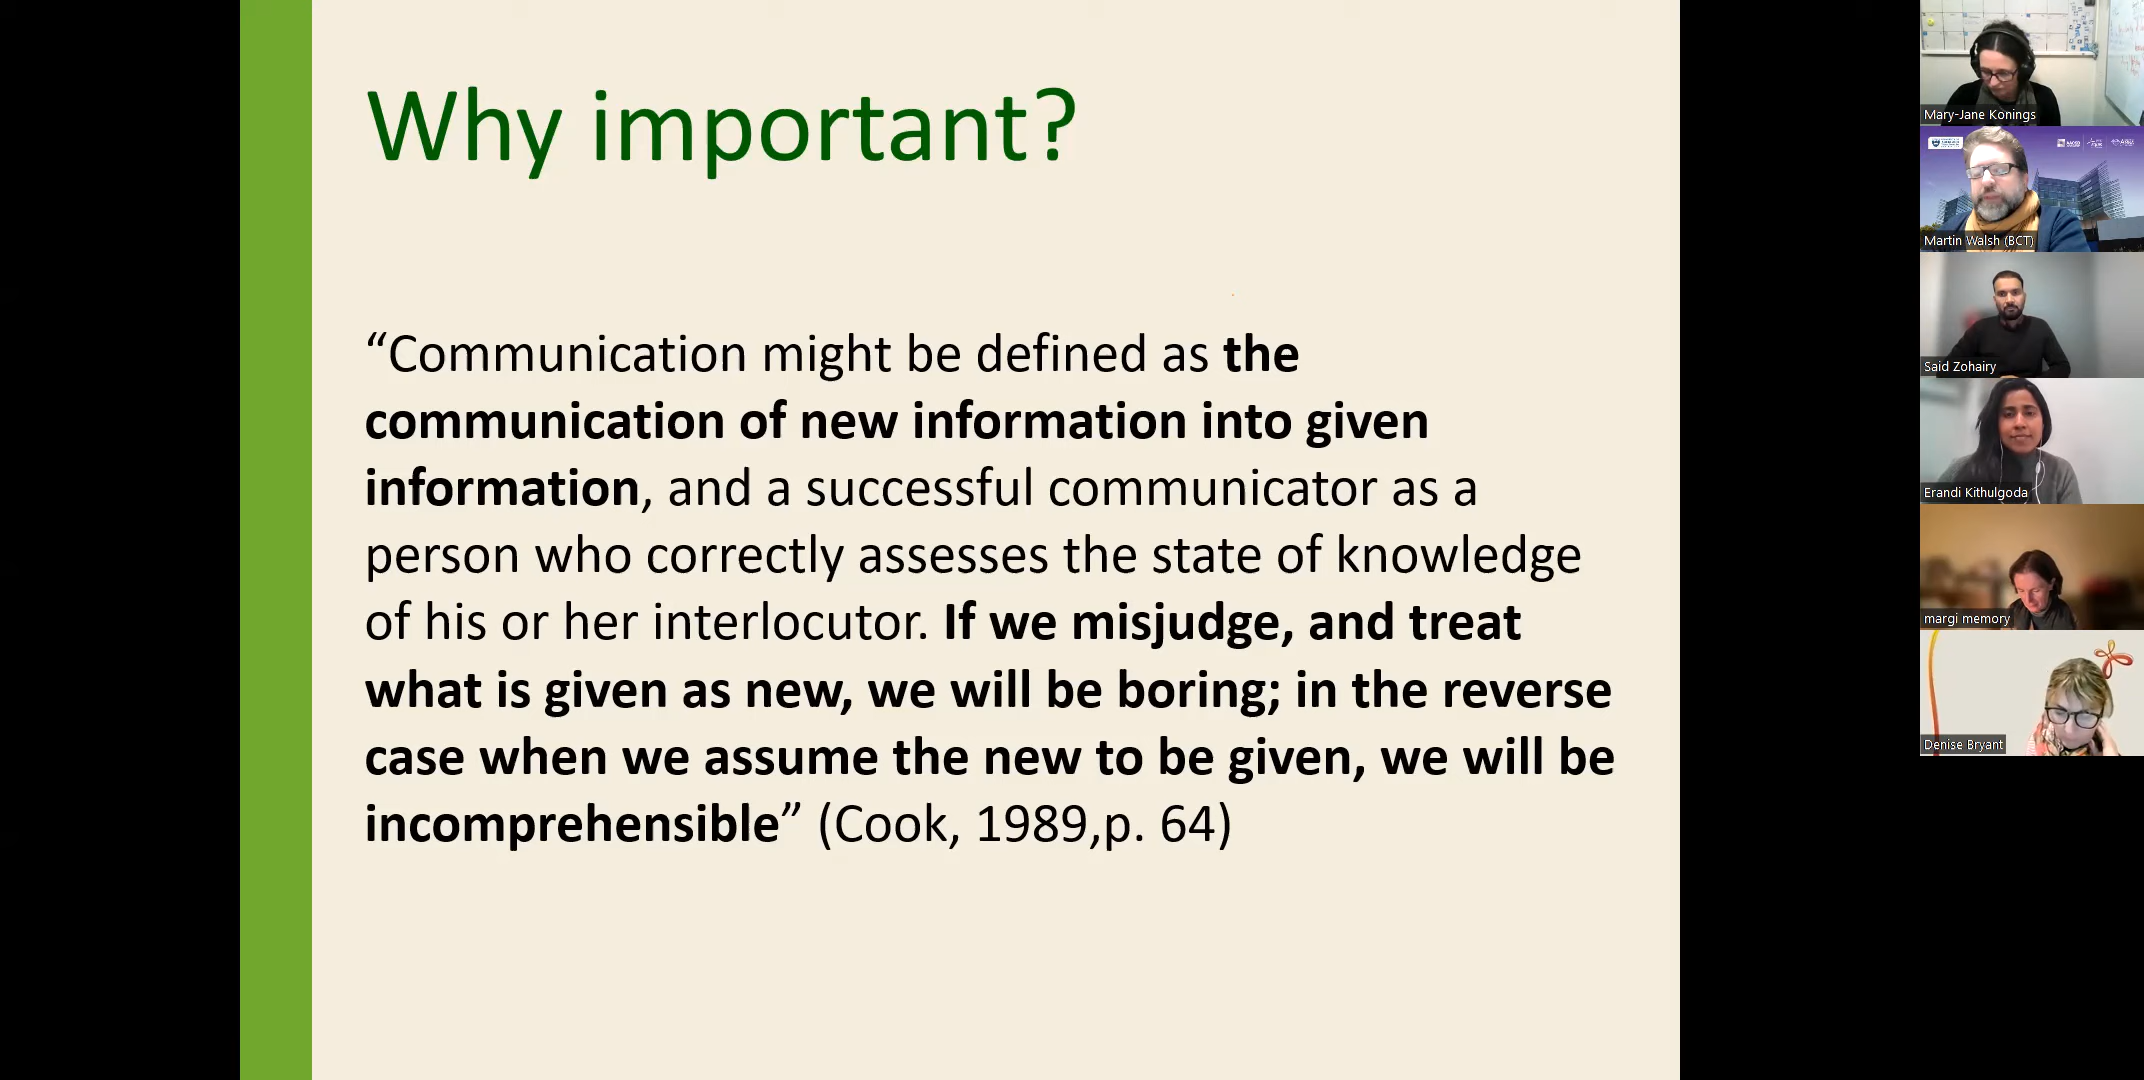 Why important?
“Communication might be defined as the
communication of new information into given
information, and a successful communicator as a
person who correctly assesses the state of knowledge
of his or her interlocutor. If we misjudge, and treat
what is given as new, we will be boring; in the reverse
case when we assume the new to be given, we will be
incomprehensible” (Cook, 1989,p. 64)
Mary-Jane Konings
Martin Walsh (BCT)
Said Zohairy
Erandi Kithulgoda
margi memory
Denise Bryant